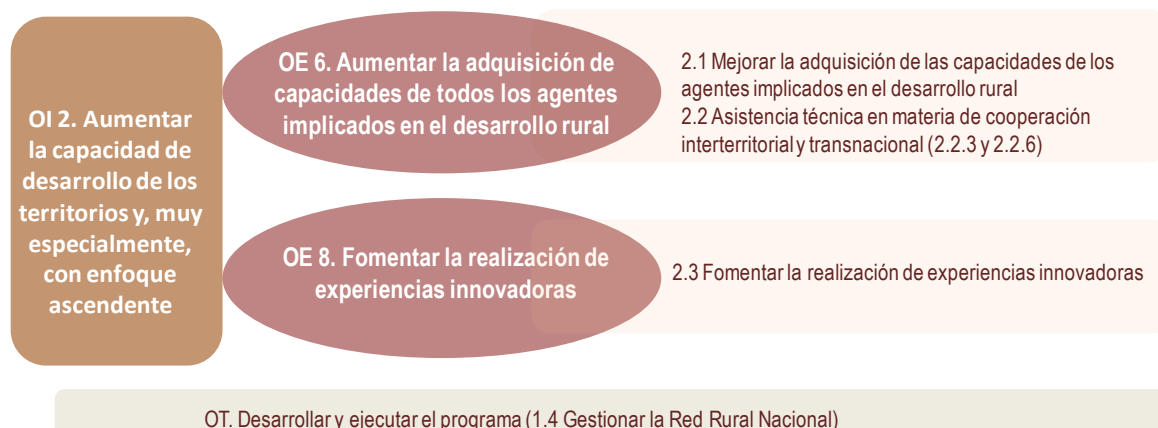 OI 2. Aumentar
la capacidad de
desarrollo de los
territorios y, muy
especialmente,
con enfoque
ascendente
OE 6. Aumentar la adquisición de
capacidades de todos los agentes
implicados en el desarrollo rural
2.1 Mejorar la adquisición de las capacidades de los
agentes implicados en el desarrollo rural
2.2 Asistencia técnica en materia de cooperación
interterritorial y transnacional (2.2.3 y 2.2.6)
OE 8. Fomentar la realización de
experiencias innovadoras
2.3 Fomentar la realización de experiencias innovadoras
OT. Desarrollar y ejecutar el programa (1.4 Gestionar la Red Rural Nacional)